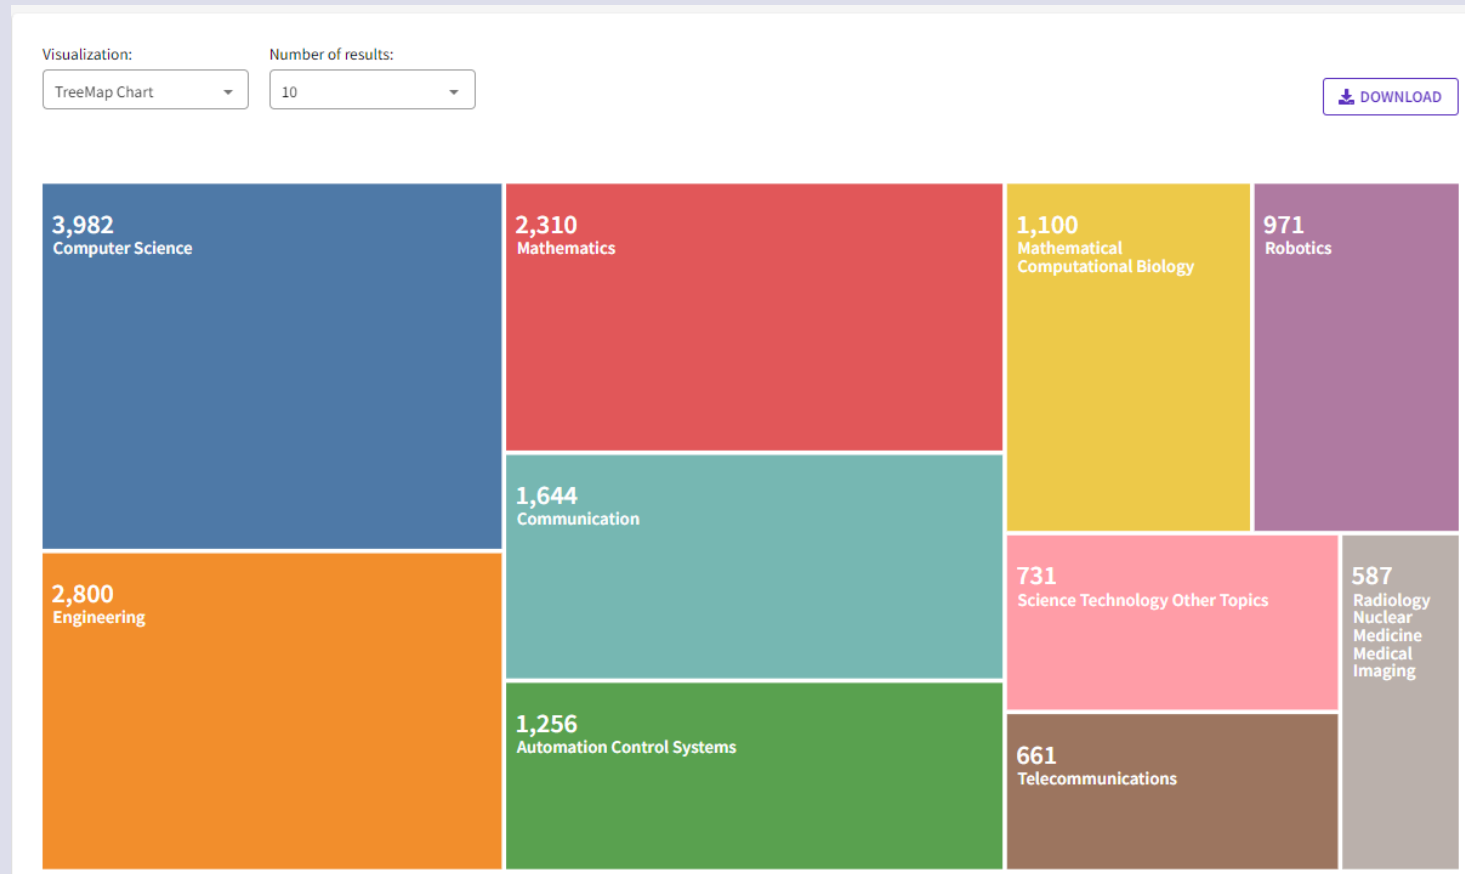 Visualization:
Number of results:
TreeMap Chart
10
DOWNLOAD
3,982
Computer Science
2,310
Mathematics
1,100
Mathematical
Computational Biology
971
Robotics
1,644
Communication
2,800
Engineering
731
Science Technology Other Topics
587
Radiology
Nuclear
Medicine
Medical
Imaging
1,256
Automation Control Systems
661
Telecommunications